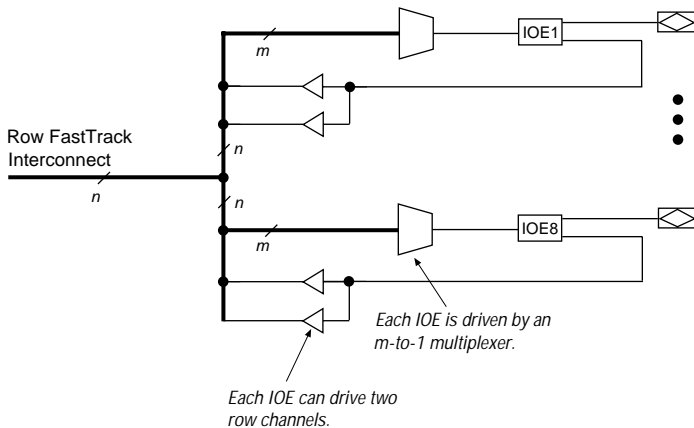 m
IOE1
Row FastTrack
Interconnect
n
n
n
m
IOE8
Each IOE is driven by an
m-to-1 multiplexer.
Each IOE can drive two
row channels.